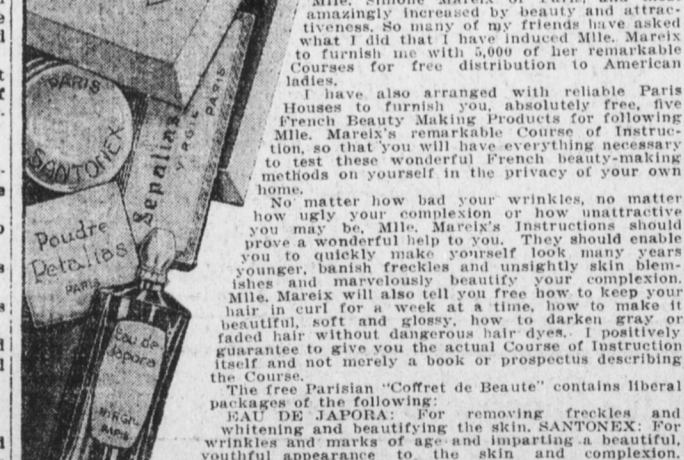 PARIS
SANTONEX
Sepalina
VIRGIE PARIS
Poudre
Petalias
PARIS
Eau de
Japora
VIRGIE
PARIS
amazingly increased by beauty and attrac-
tiveness. So many of my friends have asked
what I did that I have induced Mlle. Mareix
to furnish me with 5,000 of her remarkable
Courses for free distribution to American
ladies.
I have also arranged with reliable Paris
Houses to furnish you, absolutely free, five
French Beauty Making Products for following
Mlle. Mareix's remarkable Course of Instruc-
tion, so that you will have everything necessary
to test these wonderful French beauty-making
methods on yourself in the privacy of your own
home.
No matter how bad your wrinkles, no matter
how ugly your complexion or how unattractive
you may be, Mlle. Mareix's Instructions should
prove a wonderful help to you. They should enable
you to quickly make yourself look many years
younger, banish freckles and unsightly skin blem-
ishes and marvelously beautify your complexion.
Mlle. Mareix will also tell you free how to keep your
hair in curl for a week at a time, how to make it
beautiful, soft and glossy, how to darken gray or
faded hair without dangerous hair dyes. I positively
guarantee to give you the actual Course of Instruction
itself and not merely a book or prospectus describing
the Course.
The free Parisian "Coffret de Beaute" contains liberal
packages of the following:
EAU DE JAPORA: For removing freckles and
whitening and beautifying the skin. SANTONEX: For
wrinkles and marks of age and imparting a beautiful,
youthful appearance to the skin and complexion.